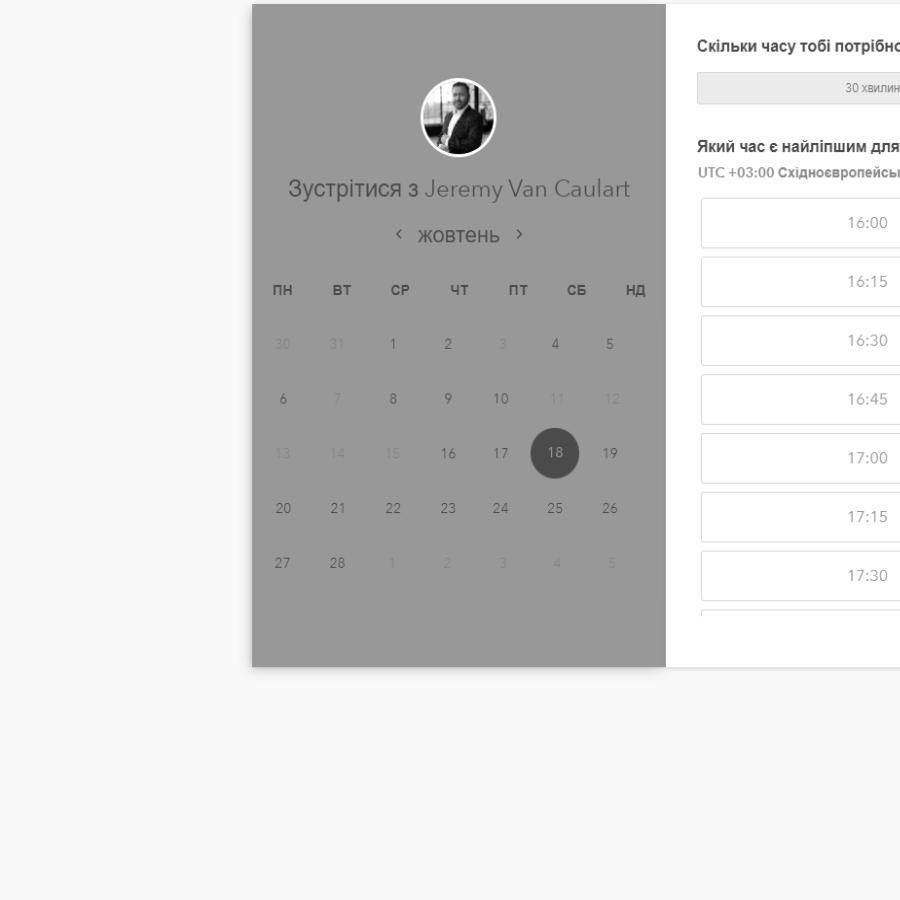 Зустрітися з Jeremy Van Caulart
жовтень
ПН ВТ СР ЧТ ПТ СБ НД
30 31 1 2 3 4 5
6 7 8 9 10 11 12
13 14 15 16 17 18 19
20 21 22 23 24 25 26
27 28 1 2 3 4 5
Скільки часу тобі потрібно
30 хвилин
Який час є найліпшим для
UTC +03:00 Східноєвропейськ
16:00
16:15
16:30
16:45
17:00
17:15
17:30